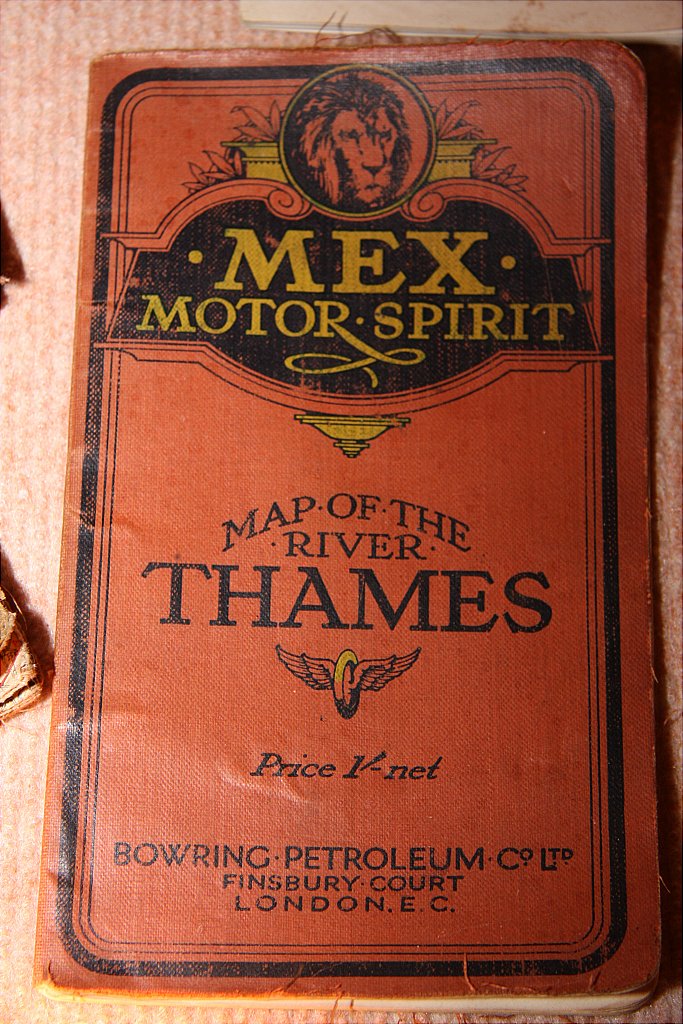 ·MEX·
MOTOR·SPIRIT
MAP·OF·THE
·RIVER·
THAMES
Price 1/- net
BOWRING·PETROLEUM·Co LTD
FINSBURY·COURT
LONDON.E.C.